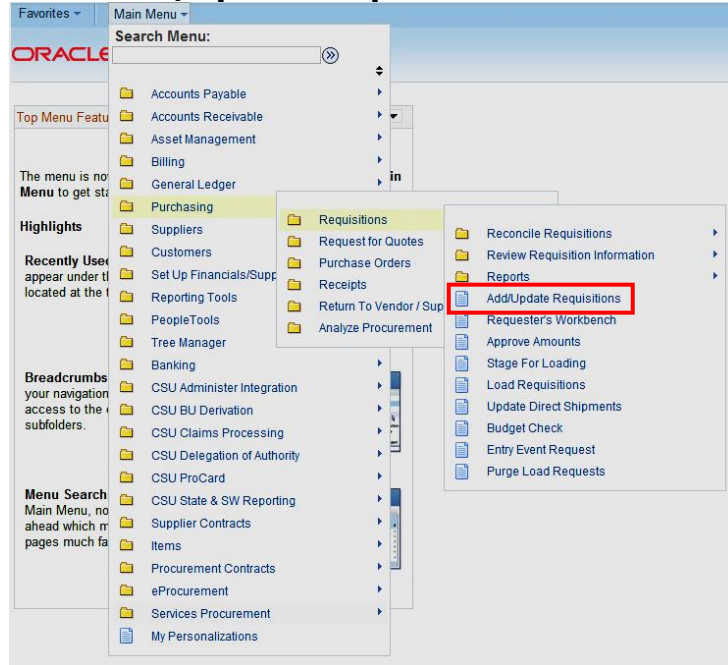 Favorites
Main Menu
Search Menu:
ORACLE
Top Menu Featu
The menu is no
in
Menu to get sta
Highlights
Recently Used
appear under t
located at the t
Breadcrumbs
your navigation
access to the
subfolders.
Menu Search
Main Menu, no
ahead which m
pages much fa
Accounts Payable
Accounts Receivable
Asset Management
Billing
General Ledger
Purchasing
Suppliers
Customers
Set Up Financials/Supp
Reporting Tools
PeopleTools
Tree Manager
Banking
CSU Administer Integration
CSU BU Derivation
CSU Claims Processing
CSU Delegation of Authority
CSU ProCard
CSU State & SW Reporting
Supplier Contracts
Items
Procurement Contracts
eProcurement
Services Procurement
My Personalizations
Requisitions
Request for Quotes
Purchase Orders
Receipts
Return To Vendor / Sup
Analyze Procurement
Reconcile Requisitions
Review Requisition Information
Reports
Add/Update Requisitions
Requester's Workbench
Approve Amounts
Stage For Loading
Load Requisitions
Update Direct Shipments
Budget Check
Entry Event Request
Purge Load Requests